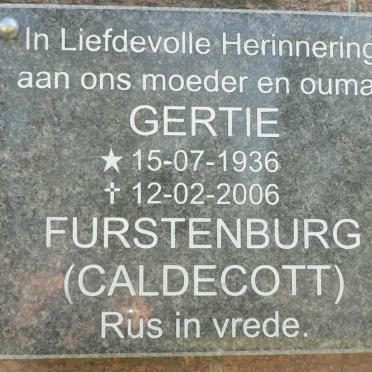 In Liefdevolle Herinnering
aan ons moeder en ouma
GERTIE
★ 15-07-1936
✝ 12-02-2006
FURSTENBURG
(CALDECOTT)
Rus in vrede.